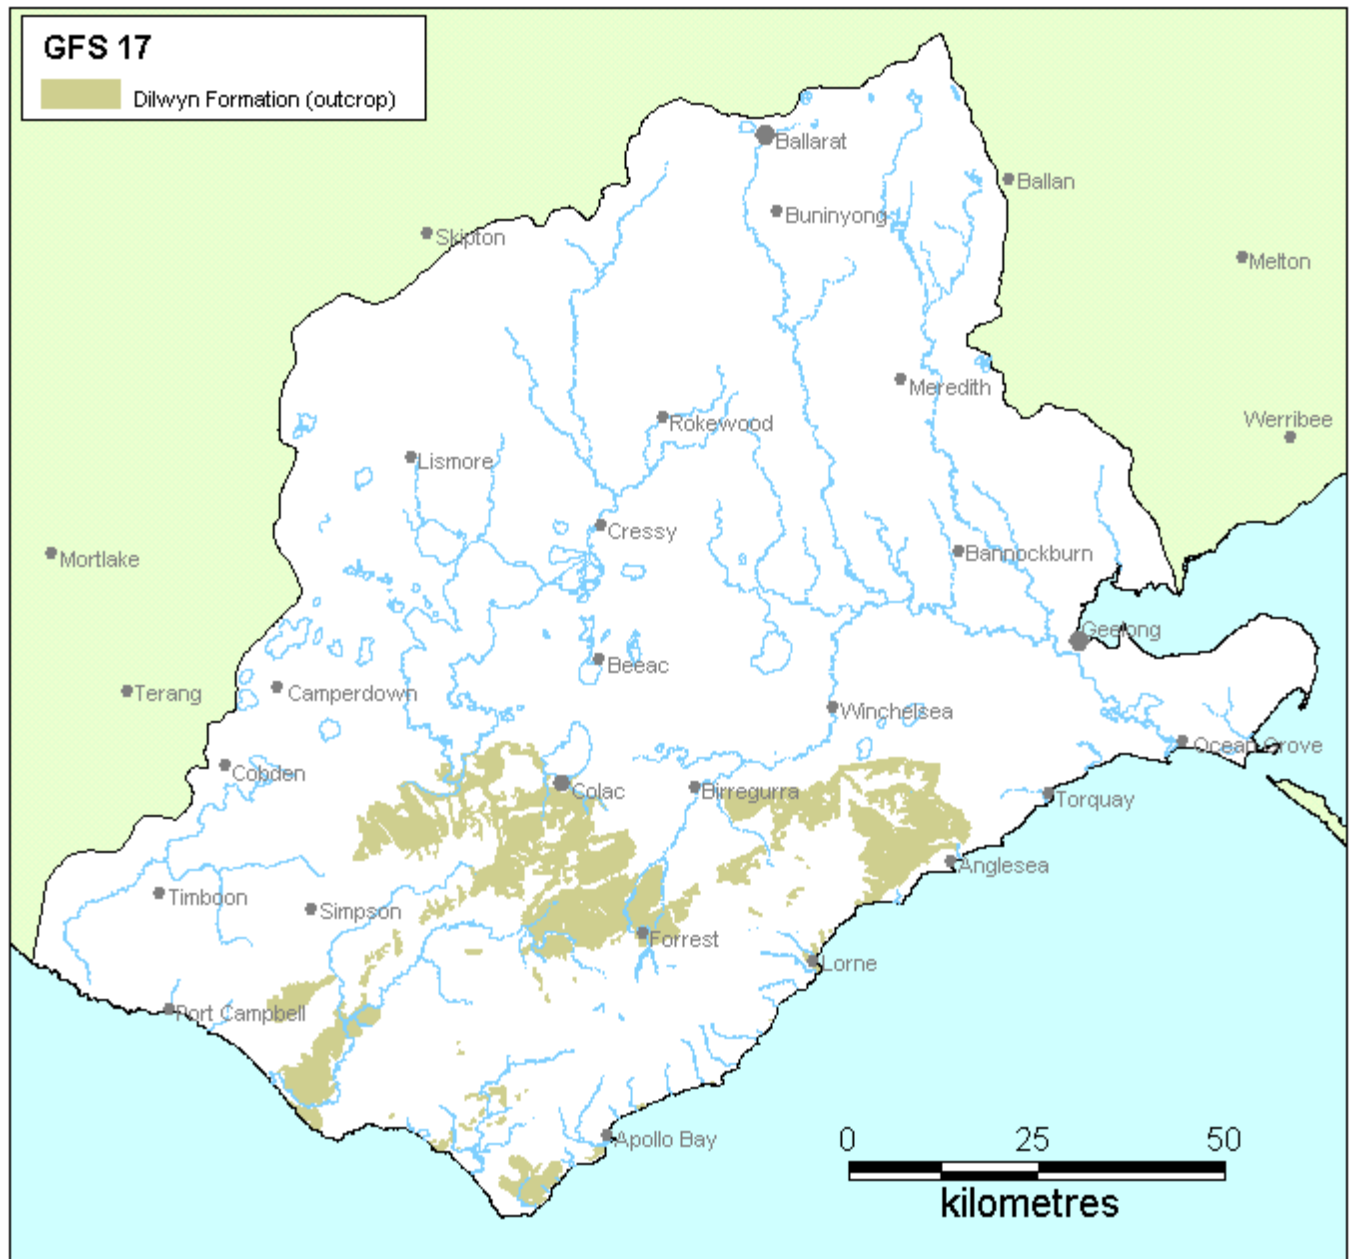 GFS 17
Dilwyn Formation (outcrop)
Ballarat
Ballan
Buninyong
Skipton
Melton
Meredith
Rokewood
Werribee
Lismore
Cressy
Mortlake
Bannockburn
Geelong
Beeac
Terang
Camperdown
Winchelsea
Ocean Grove
Cobden
Colac
Birregurra
Torquay
Anglesea
Timboon
Simpson
Forrest
Lorne
Port Campbell
Apollo Bay
0 25 50
kilometres